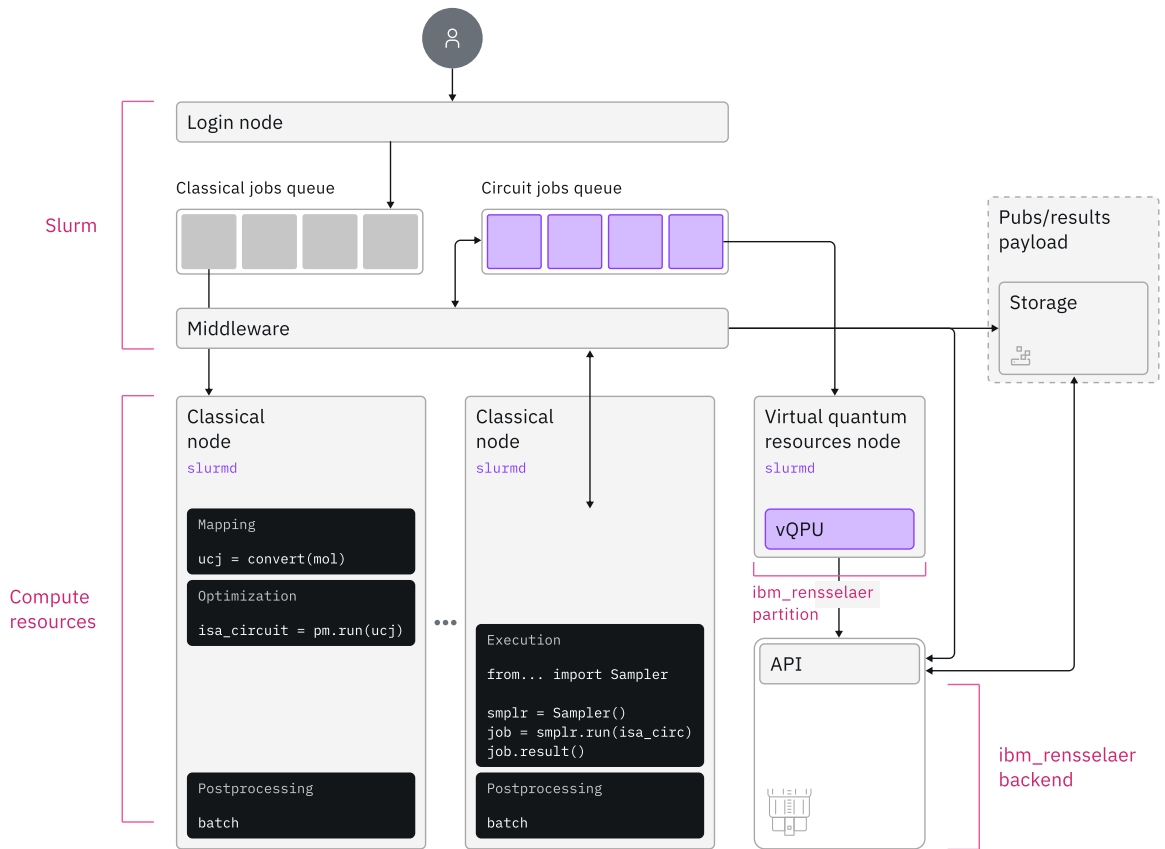 Login node
Classical jobs queue
Circuit jobs queue
Slurm
Pubs/results
payload
Storage
Middleware
Classical
node
slurmd
Mapping
ucj = convert(mol)
Optimization
isa_circuit = pm.run(ucj)
Postprocessing
batch
Classical
node
slurmd
Execution
from... import Sampler
smplr = Sampler()
job = smplr.run(isa_circ)
job.result()
Postprocessing
batch
Virtual quantum
resources node
slurmd
vQPU
ibm_rensselaer
partition
API
Compute
resources
ibm_rensselaer
backend